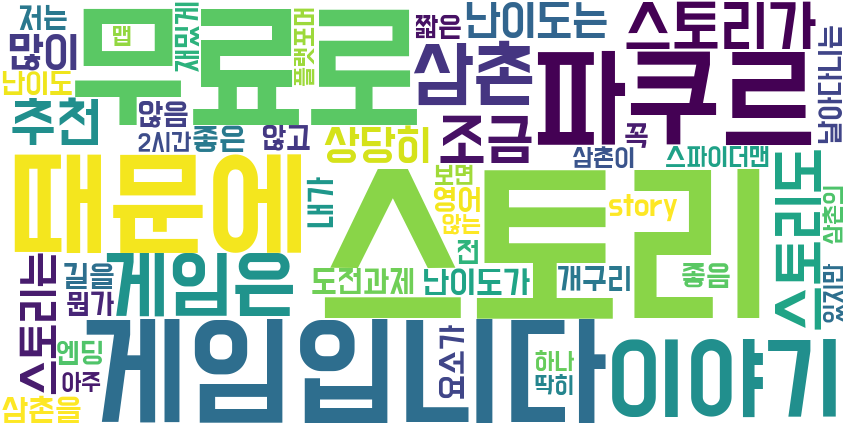 저는
많이
난이도
추천
맵
무료로
재밌게
플랫포머
짧은
난이도는
스토리가
삼촌
파쿠르
날아다니는
않음
2시간
좋은
않고
상당히
조금
꼭
삼촌이
스파이더맨
때문에
내가
스토리
보면
영어
않는
전
story
스토리도
삼촌의
스토리는
길을
뭔가
게임은
도전과제
난이도가
개구리
좋음
있지만
엔딩
아주
삼촌을
게임입니다
요소가
하나
딱히
이야기